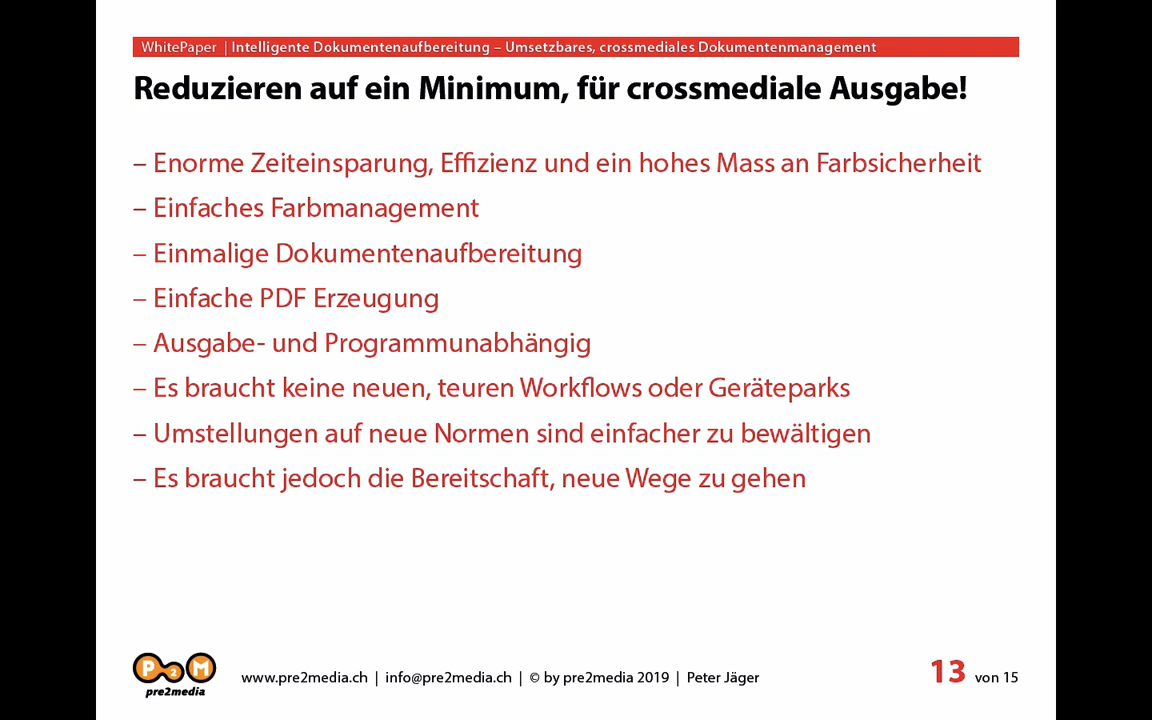 WhitePaper | Intelligente Dokumentenaufbereitung – Umsetzbares, crossmediales Dokumentenmanagement
Reduzieren auf ein Minimum, für crossmediale Ausgabe!
– Enorme Zeiteinsparung, Effizienz und ein hohes Mass an Farbsicherheit
– Einfaches Farbmanagement
– Einmalige Dokumentenaufbereitung
– Einfache PDF Erzeugung
– Ausgabe- und Programmunabhängig
– Es braucht keine neuen, teuren Workflows oder Geräteparks
– Umstellungen auf neue Normen sind einfacher zu bewältigen
– Es braucht jedoch die Bereitschaft, neue Wege zu gehen
P2M
pre2media
www.pre2media.ch | info@pre2media.ch | © by pre2media 2019 | Peter Jäger
13 von 15